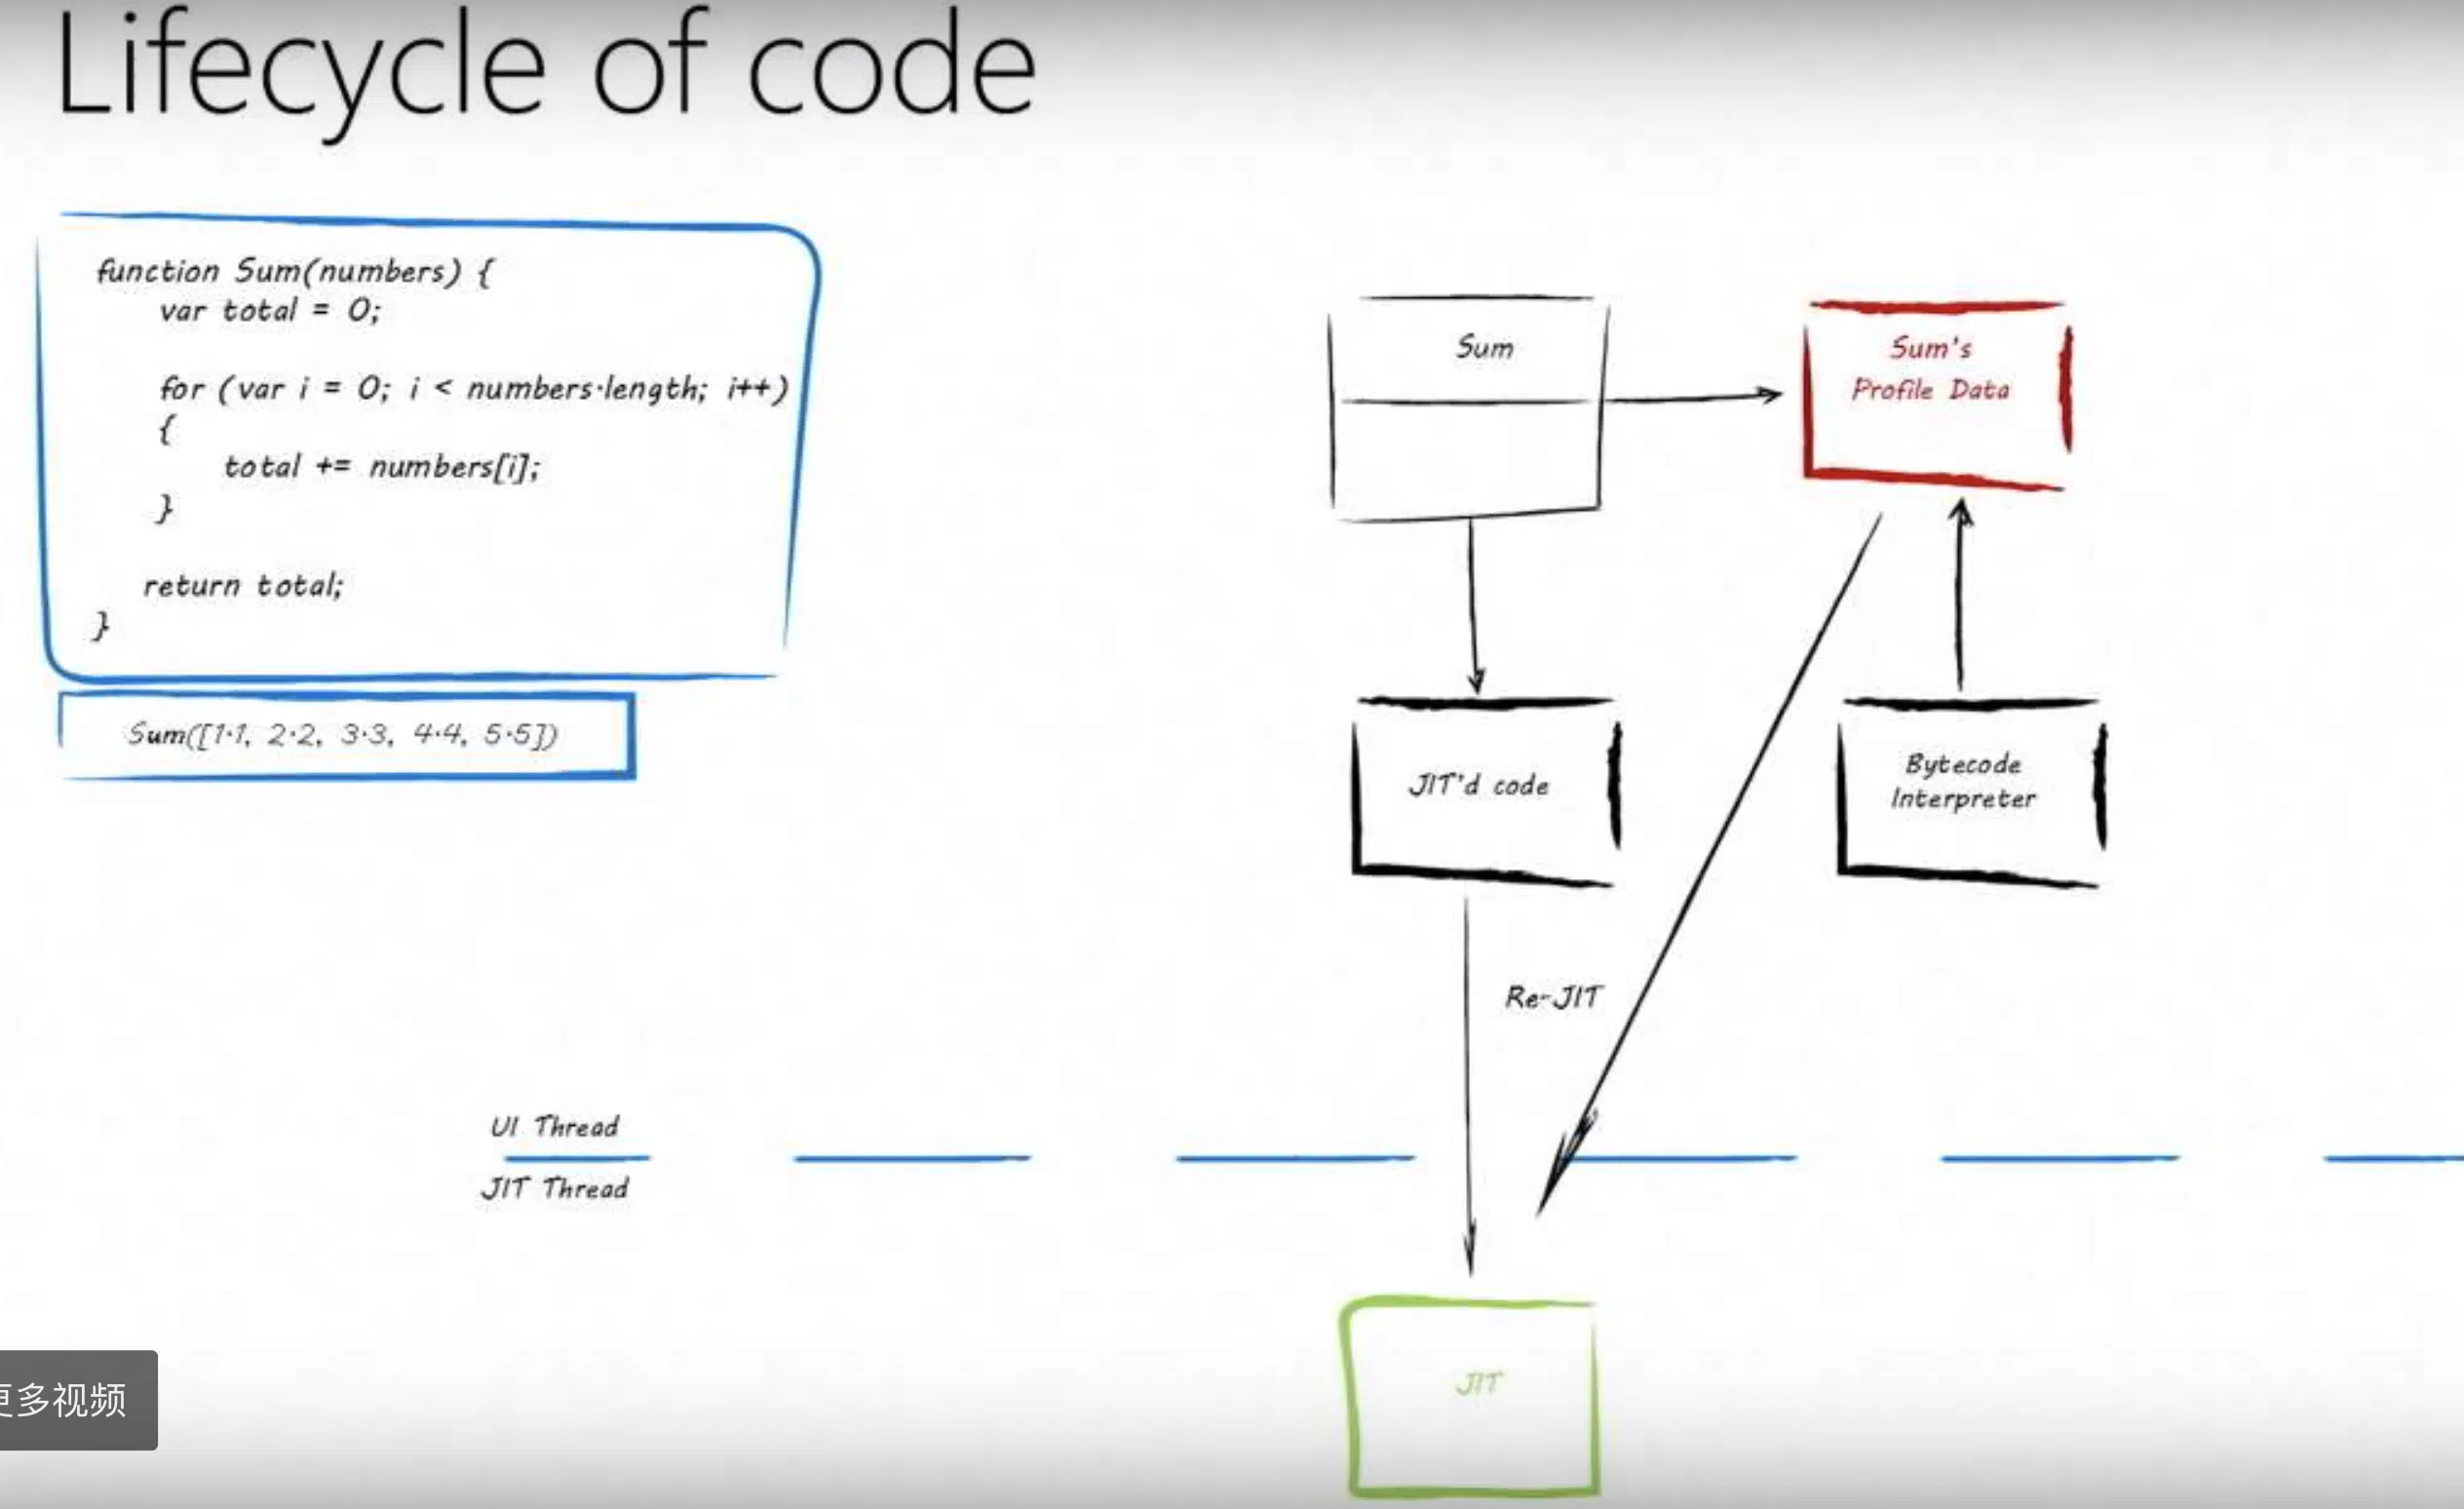 Lifecycle of code
function Sum(numbers) {
var total = 0;
for (var i = 0; i < numbers·length; i++)
{
total += numbers[i];
}
return total;
}
Sum([1·1, 2·2, 3·3, 4·4, 5·5])
Sum
Sum's
Profile Data
JIT'd code
Bytecode
Interpreter
Re-JIT
UI Thread
JIT Thread
JIT
更多视频